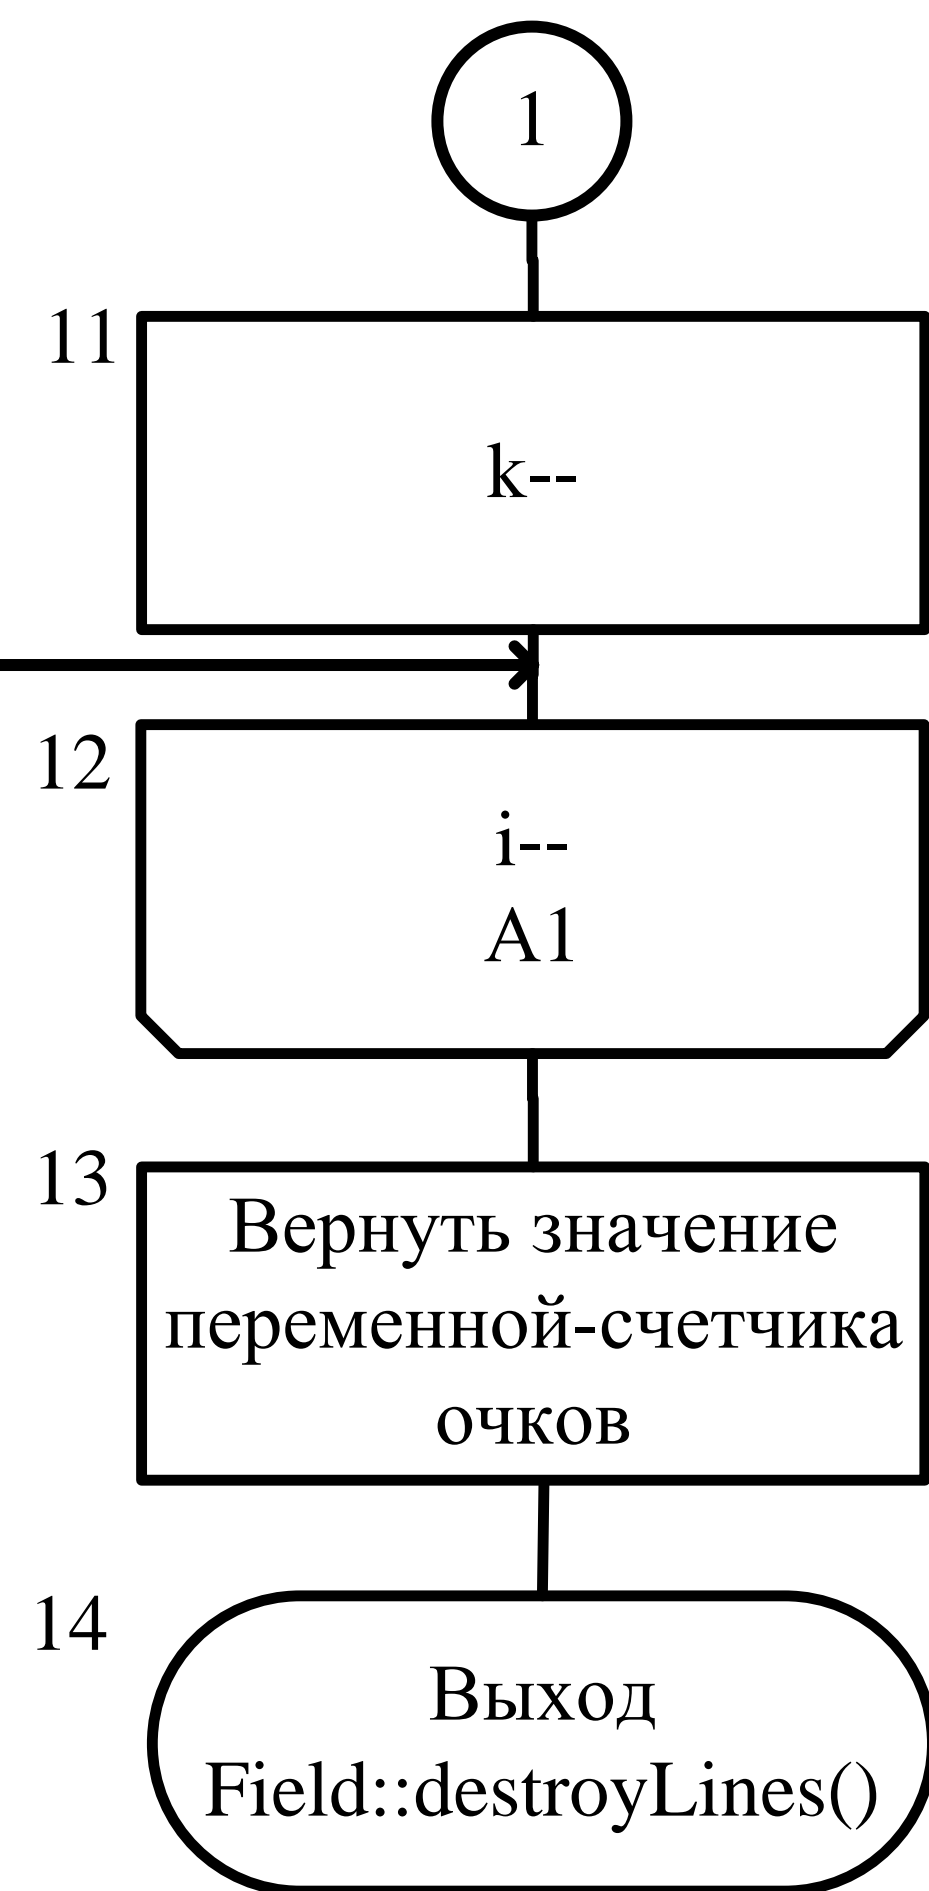 1
11
k--
12
i--
A1
13
Вернуть значение
переменной-счетчика
очков
14
Выход
Field::destroyLines()